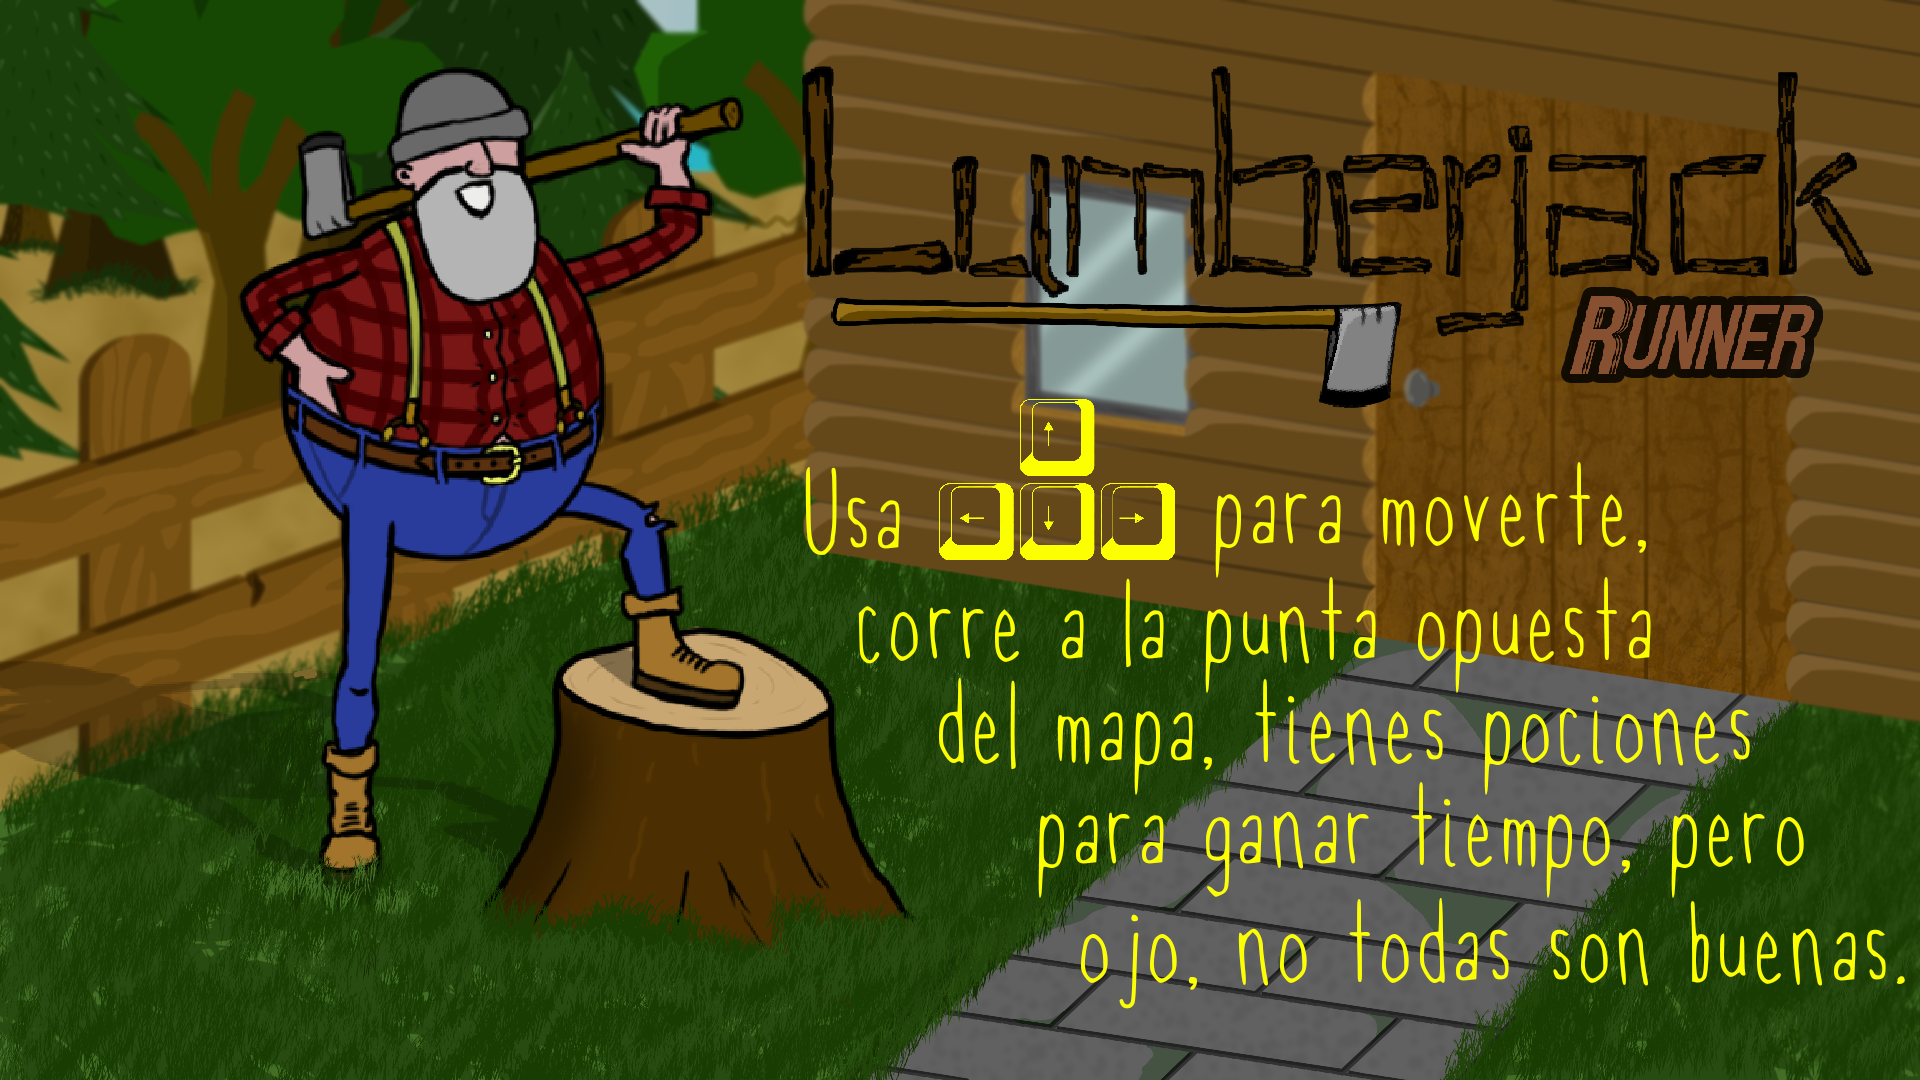 Lumberjack
Runner
↑
Usa ← ↓ → para moverte,
corre a la punta opuesta
del mapa, tienes pociones
para ganar tiempo, pero
ojo, no todas son buenas.